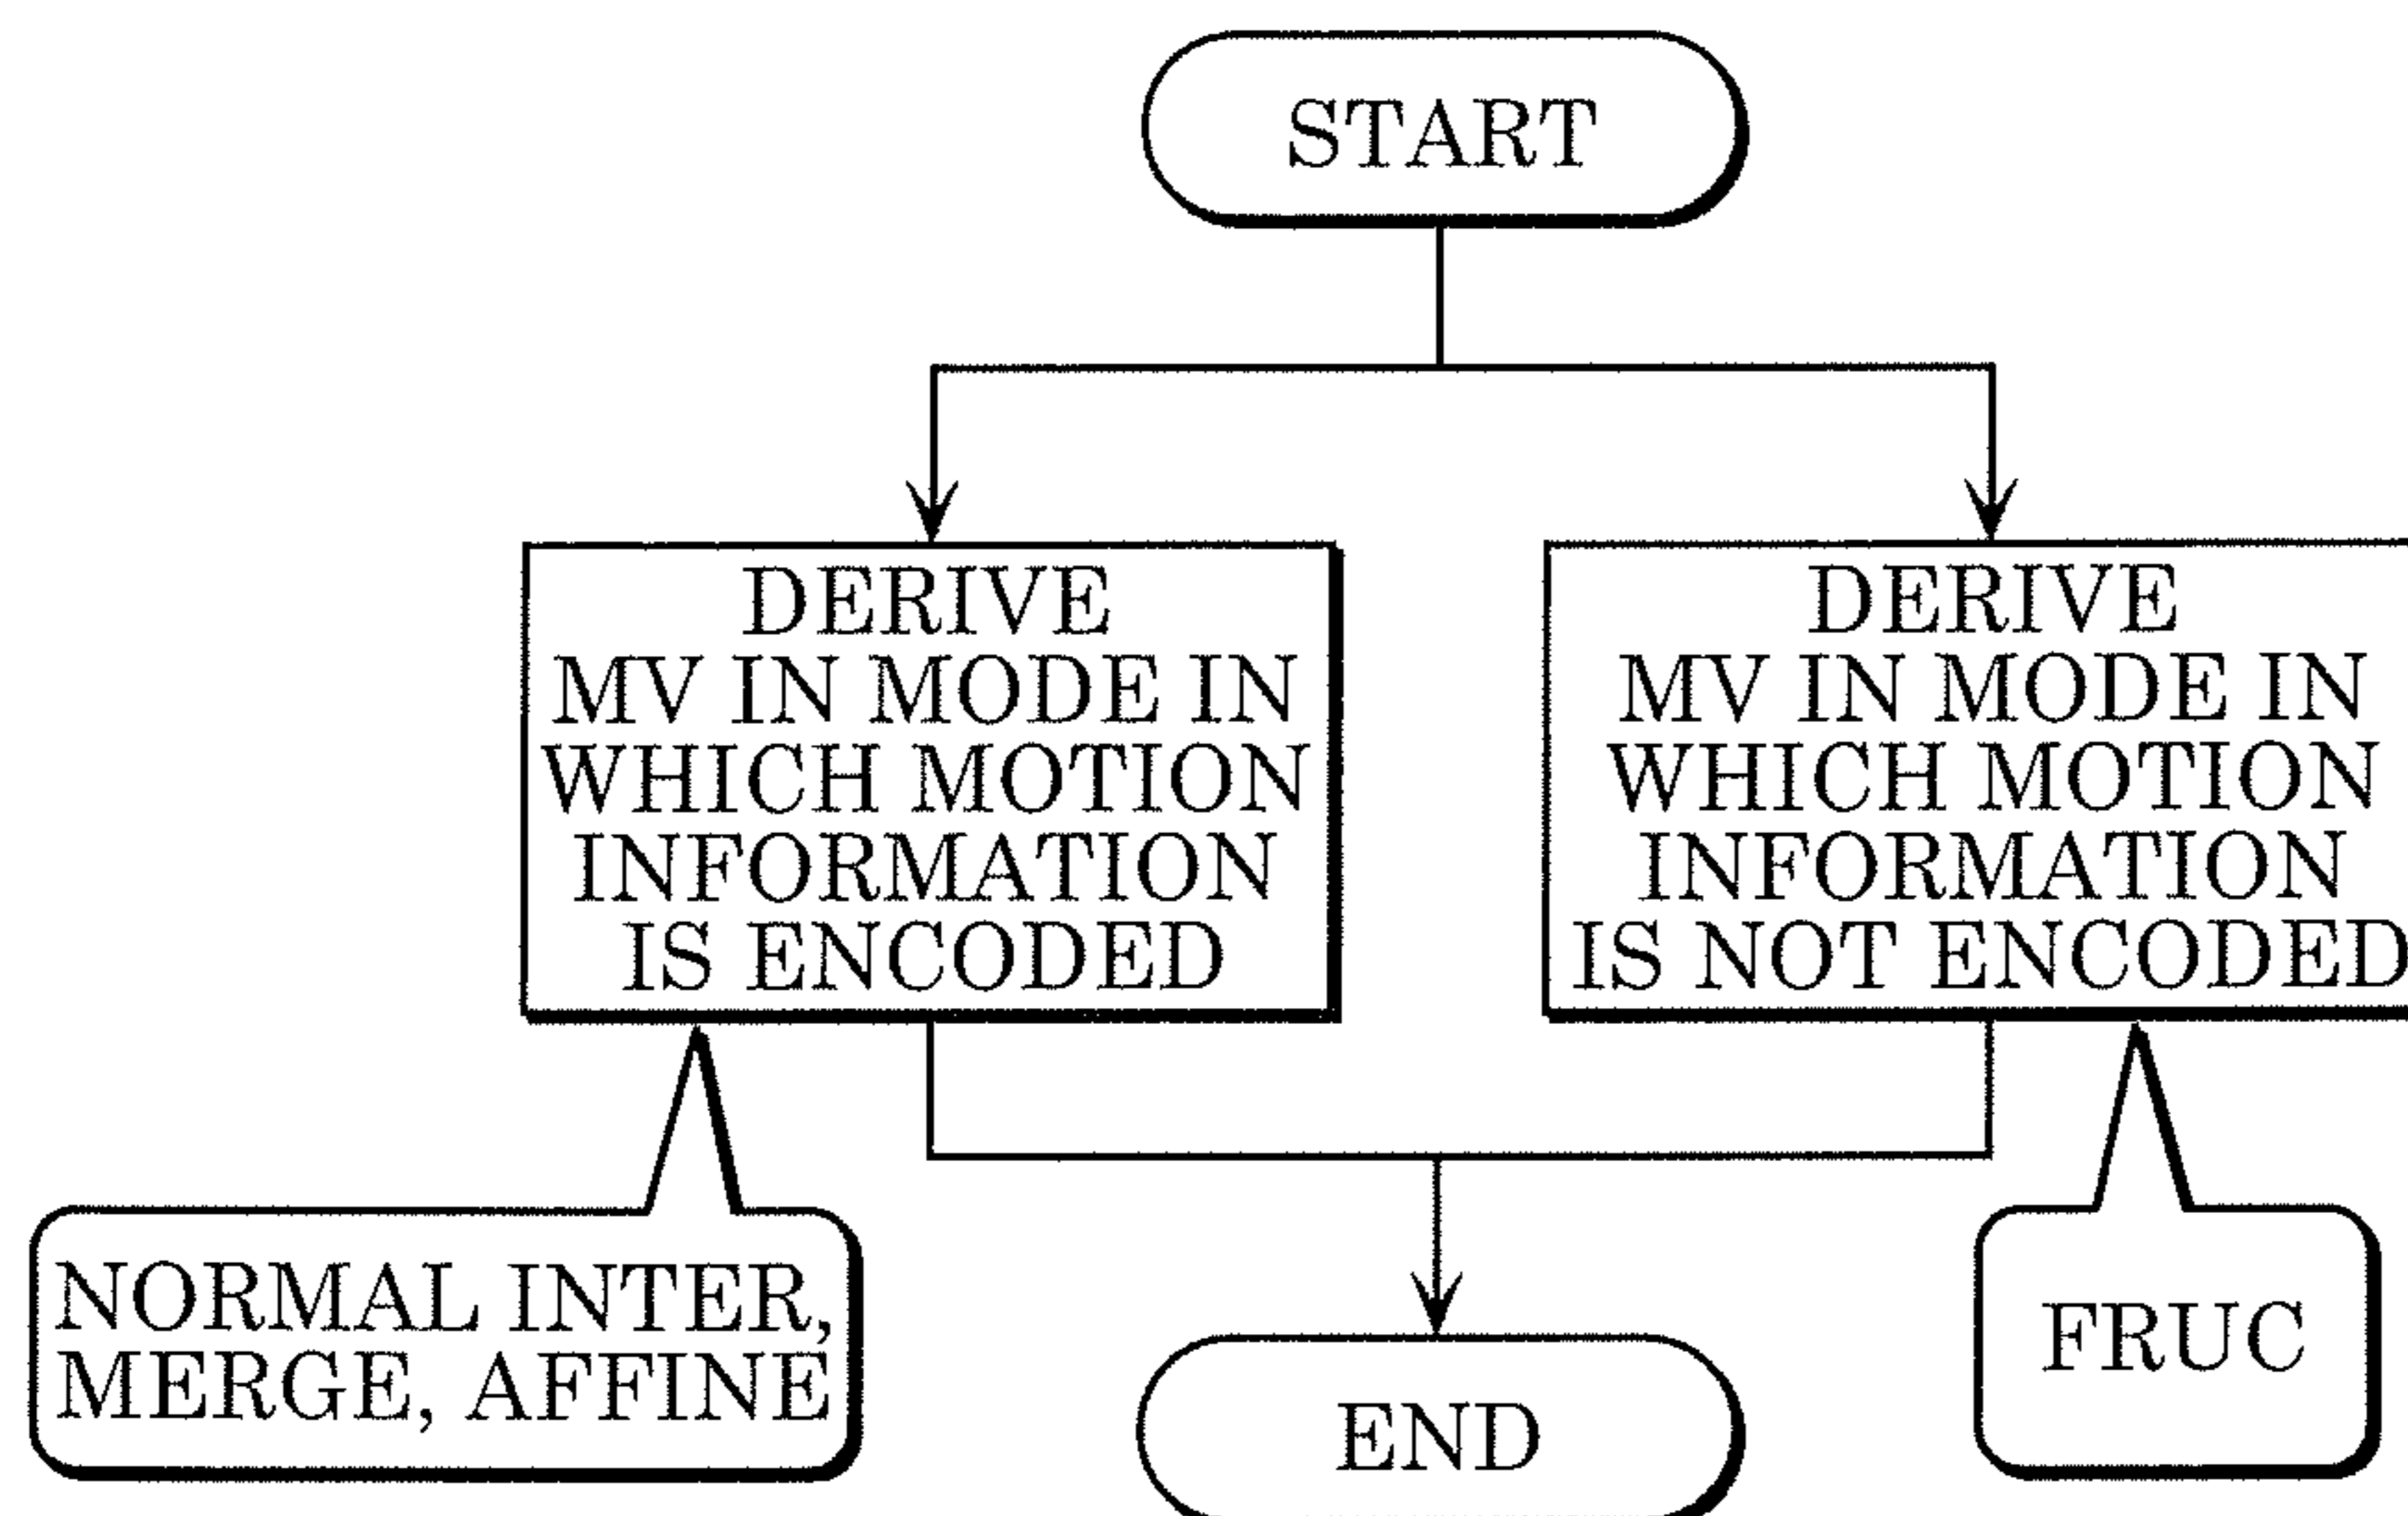 START
DERIVE
MV IN MODE IN
WHICH MOTION
INFORMATION
IS ENCODED
DERIVE
MV IN MODE IN
WHICH MOTION
INFORMATION
IS NOT ENCODED
NORMAL INTER,
MERGE, AFFINE
FRUC
END